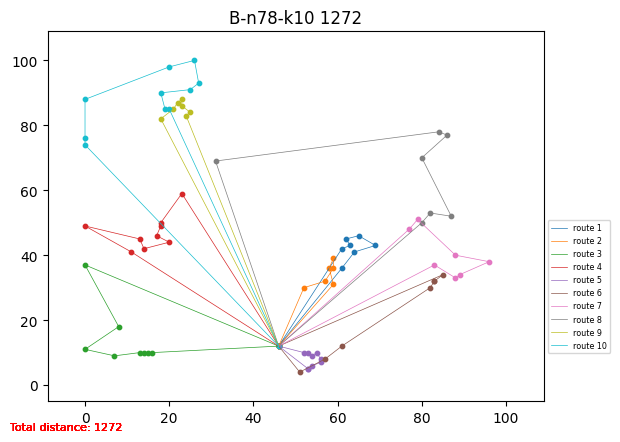 B-n78-k10 1272
100
80
60
40
20
0
0 20 40 60 80 100
route 1
route 2
route 3
route 4
route 5
route 6
route 7
route 8
route 9
route 10
Total distance: 1272